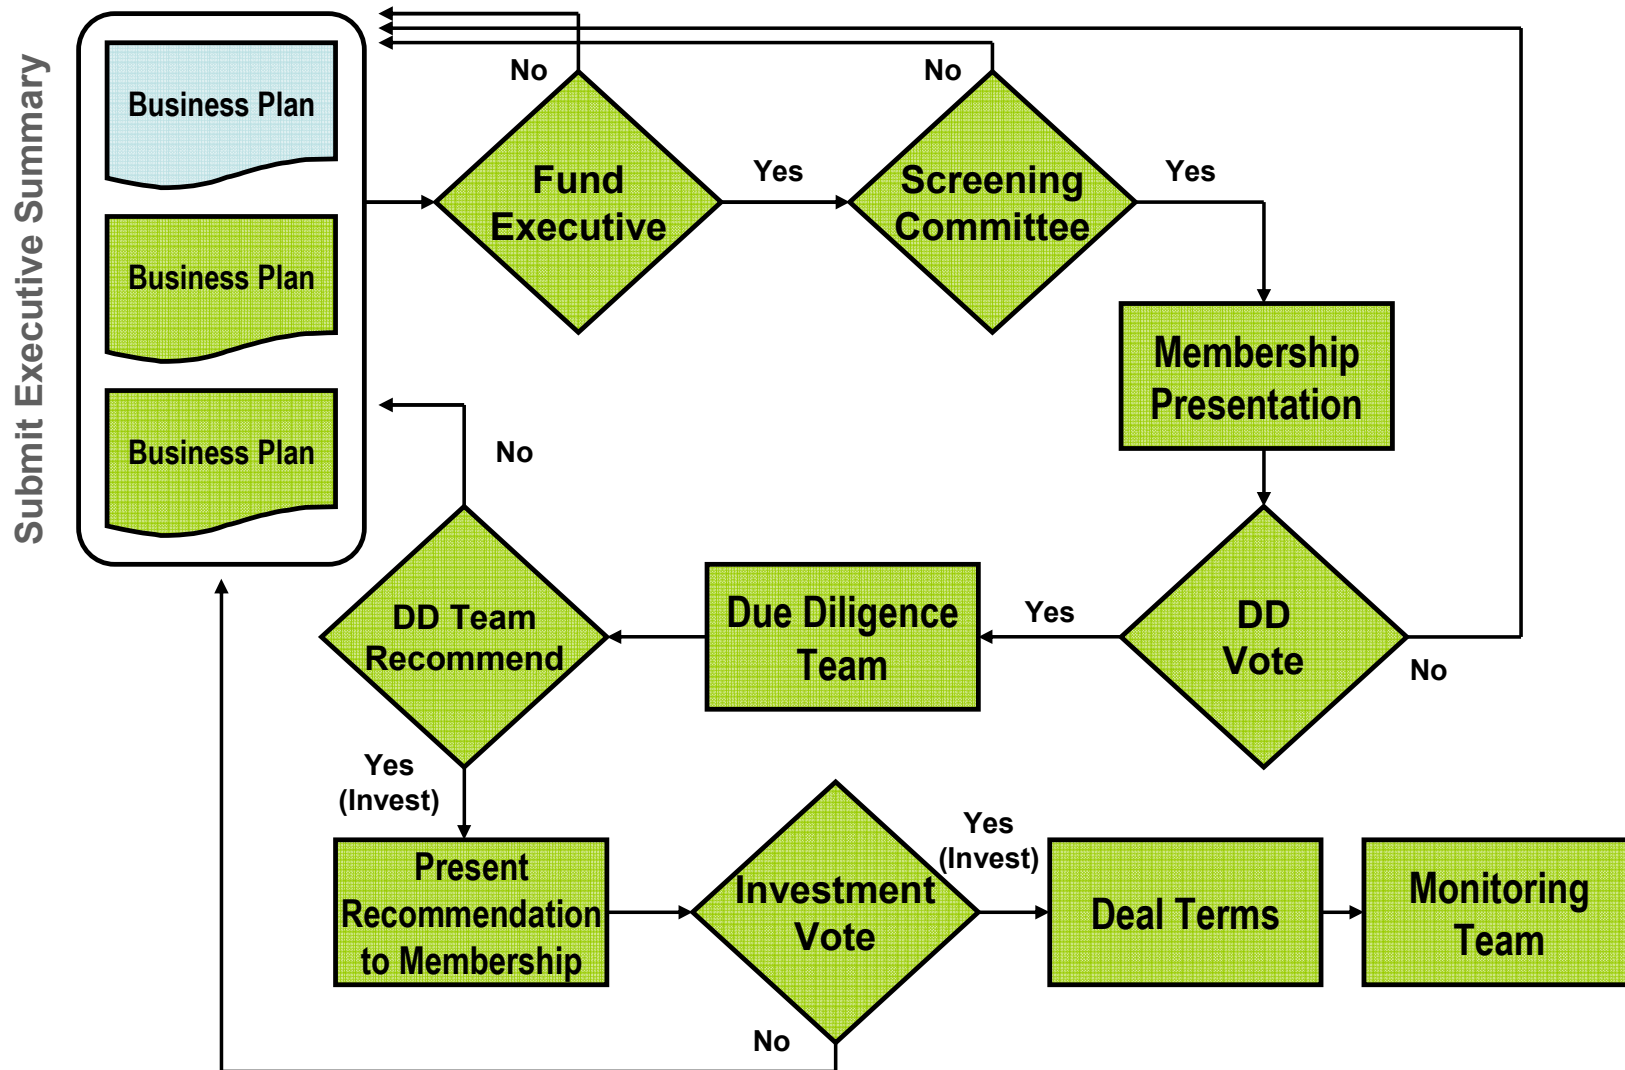 Submit Executive Summary
Business Plan
Business Plan
Business Plan
No
Fund
Executive
Yes
No
Screening
Committee
Yes
Membership
Presentation
DD
Vote
No
Yes
Due Diligence
Team
DD Team
Recommend
No
Yes
(Invest)
Present
Recommendation
to Membership
Investment
Vote
No
Yes
(Invest)
Deal Terms
Monitoring
Team